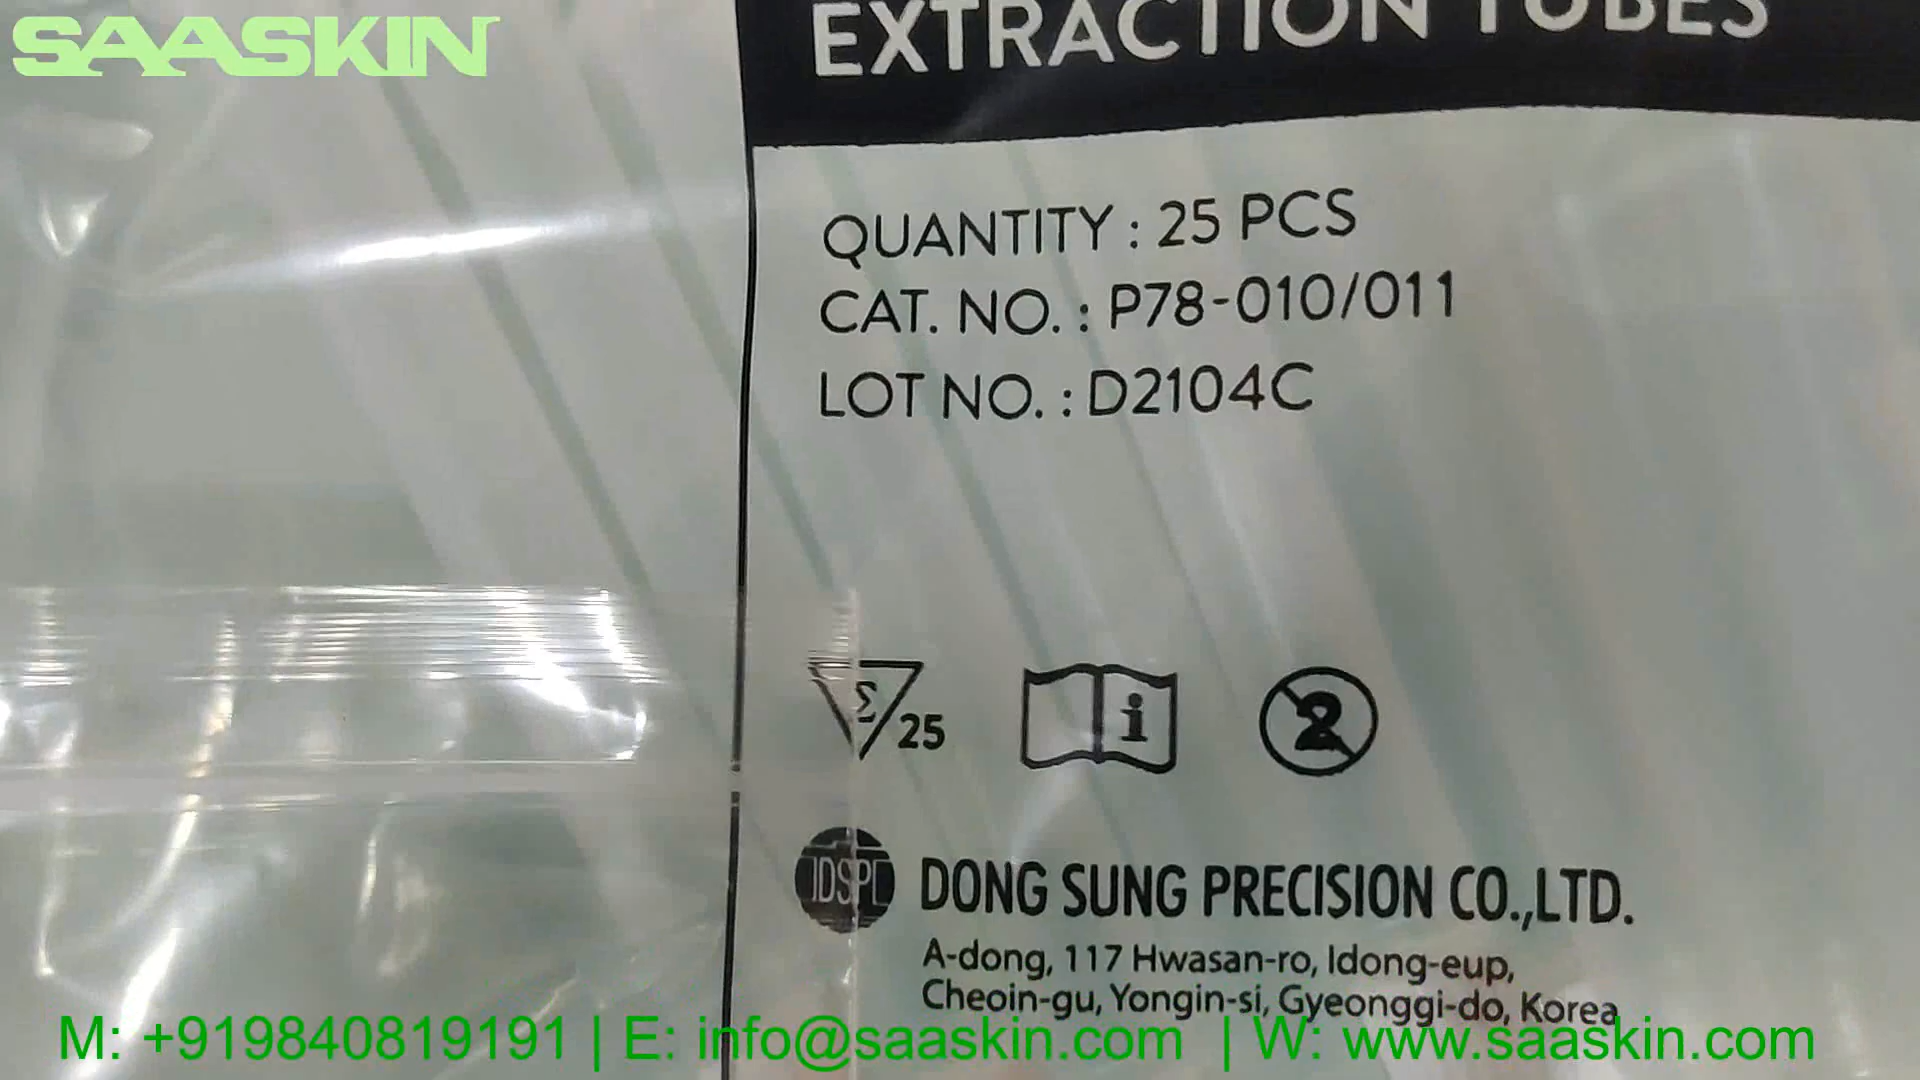 SAASKIN
EXTRACTION TUBES
QUANTITY : 25 PCS
CAT. NO. : P78-010/011
LOT NO. : D2104C
Σ/25
i
2
DONG SUNG PRECISION CO.,LTD.
A-dong, 117 Hwasan-ro, Idong-eup,
Cheoin-gu, Yongin-si, Gyeonggi-do, Korea
M: +919840819191 | E: info@saaskin.com | W: www.saaskin.com